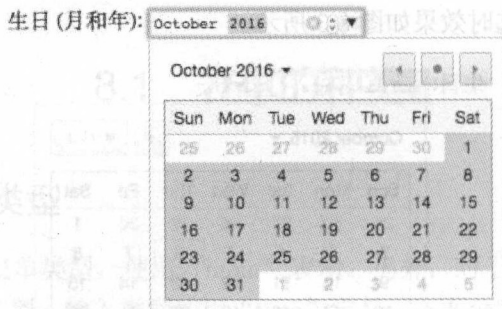 生日(月和年): October 2016
October 2016
Sun Mon Tue Wed Thu Fri Sat
25 26 27 28 29 30 1
2 3 4 5 6 7 8
9 10 11 12 13 14 15
16 17 18 19 20 21 22
23 24 25 26 27 28 29
30 31 1 2 3 4 5